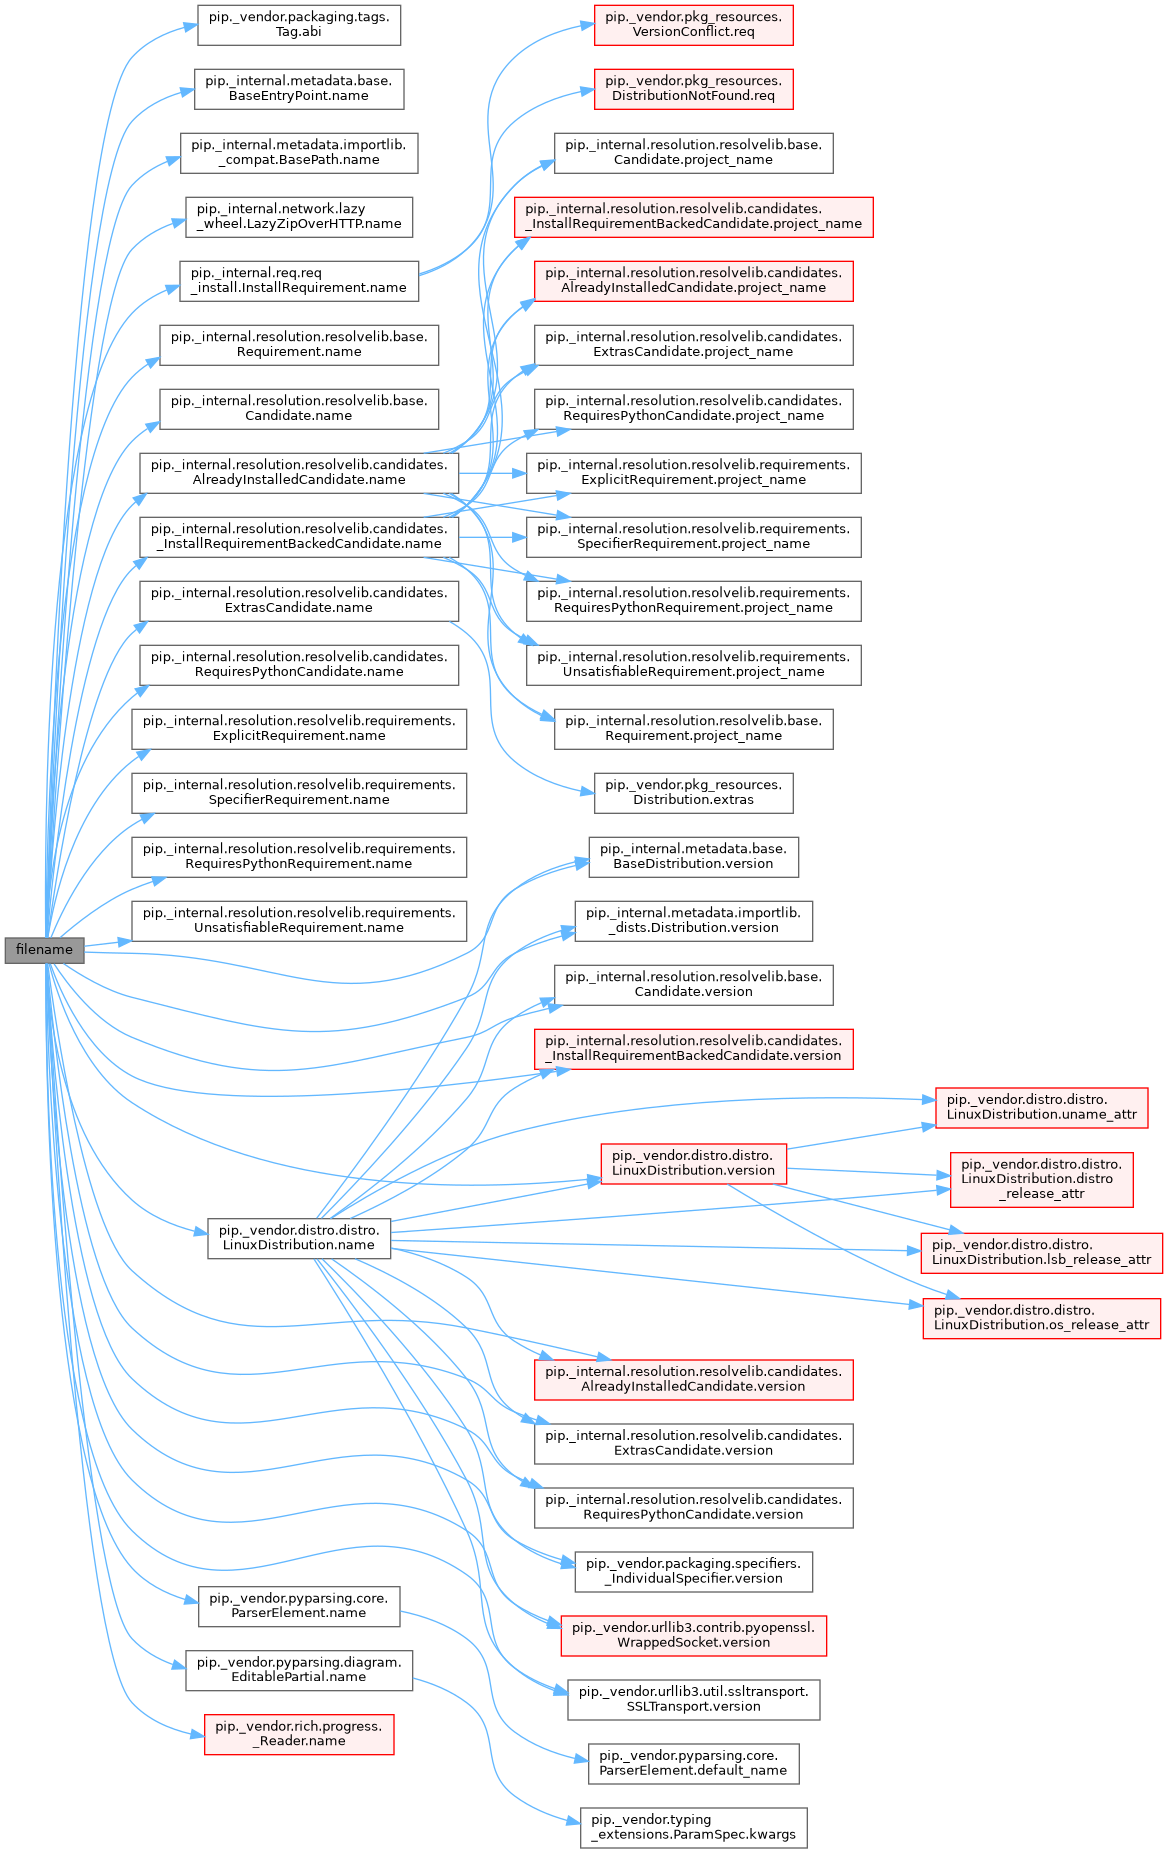 filename
pip._vendor.packaging.tags.
Tag.abi
pip._internal.metadata.base.
BaseEntryPoint.name
pip._internal.metadata.importlib.
_compat.BasePath.name
pip._internal.network.lazy
_wheel.LazyZipOverHTTP.name
pip._internal.req.req
_install.InstallRequirement.name
pip._internal.resolution.resolvelib.base.
Requirement.name
pip._internal.resolution.resolvelib.base.
Candidate.name
pip._internal.resolution.resolvelib.candidates.
AlreadyInstalledCandidate.name
pip._internal.resolution.resolvelib.candidates.
_InstallRequirementBackedCandidate.name
pip._internal.resolution.resolvelib.candidates.
ExtrasCandidate.name
pip._internal.resolution.resolvelib.candidates.
RequiresPythonCandidate.name
pip._internal.resolution.resolvelib.requirements.
ExplicitRequirement.name
pip._internal.resolution.resolvelib.requirements.
SpecifierRequirement.name
pip._internal.resolution.resolvelib.requirements.
RequiresPythonRequirement.name
pip._internal.resolution.resolvelib.requirements.
UnsatisfiableRequirement.name
pip._vendor.distro.distro.
LinuxDistribution.name
pip._vendor.pyparsing.core.
ParserElement.name
pip._vendor.pyparsing.diagram.
EditablePartial.name
pip._vendor.rich.progress.
_Reader.name
pip._vendor.pkg_resources.
VersionConflict.req
pip._vendor.pkg_resources.
DistributionNotFound.req
pip._internal.resolution.resolvelib.base.
Candidate.project_name
pip._internal.resolution.resolvelib.candidates.
_InstallRequirementBackedCandidate.project_name
pip._internal.resolution.resolvelib.candidates.
AlreadyInstalledCandidate.project_name
pip._internal.resolution.resolvelib.candidates.
ExtrasCandidate.project_name
pip._internal.resolution.resolvelib.candidates.
RequiresPythonCandidate.project_name
pip._internal.resolution.resolvelib.requirements.
ExplicitRequirement.project_name
pip._internal.resolution.resolvelib.requirements.
SpecifierRequirement.project_name
pip._internal.resolution.resolvelib.requirements.
RequiresPythonRequirement.project_name
pip._internal.resolution.resolvelib.requirements.
UnsatisfiableRequirement.project_name
pip._internal.resolution.resolvelib.base.
Requirement.project_name
pip._vendor.pkg_resources.
Distribution.extras
pip._internal.metadata.base.
BaseDistribution.version
pip._internal.metadata.importlib.
_dists.Distribution.version
pip._internal.resolution.resolvelib.base.
Candidate.version
pip._internal.resolution.resolvelib.candidates.
_InstallRequirementBackedCandidate.version
pip._vendor.distro.distro.
LinuxDistribution.version
pip._internal.resolution.resolvelib.candidates.
AlreadyInstalledCandidate.version
pip._internal.resolution.resolvelib.candidates.
ExtrasCandidate.version
pip._internal.resolution.resolvelib.candidates.
RequiresPythonCandidate.version
pip._vendor.packaging.specifiers.
_IndividualSpecifier.version
pip._vendor.urllib3.contrib.pyopenssl.
WrappedSocket.version
pip._vendor.urllib3.util.ssltransport.
SSLTransport.version
pip._vendor.pyparsing.core.
ParserElement.default_name
pip._vendor.typing
_extensions.ParamSpec.kwargs
pip._vendor.distro.distro.
LinuxDistribution.uname_attr
pip._vendor.distro.distro.
LinuxDistribution.distro
_release_attr
pip._vendor.distro.distro.
LinuxDistribution.lsb_release_attr
pip._vendor.distro.distro.
LinuxDistribution.os_release_attr